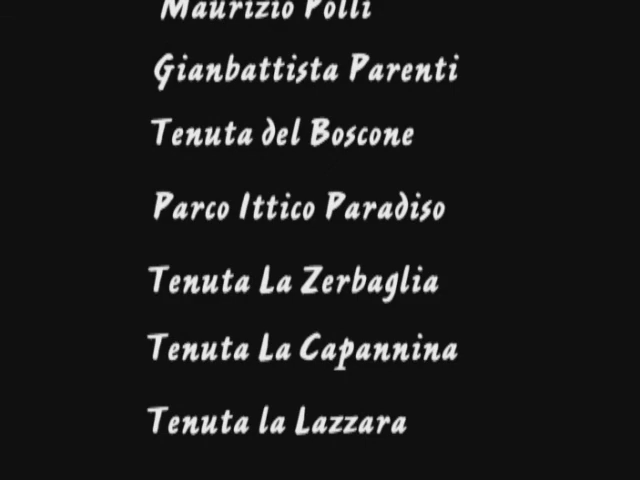 Maurizio Polli
Gianbattista Parenti
Tenuta del Boscone
Parco Ittico Paradiso
Tenuta La Zerbaglia
Tenuta La Capannina
Tenuta la Lazzara